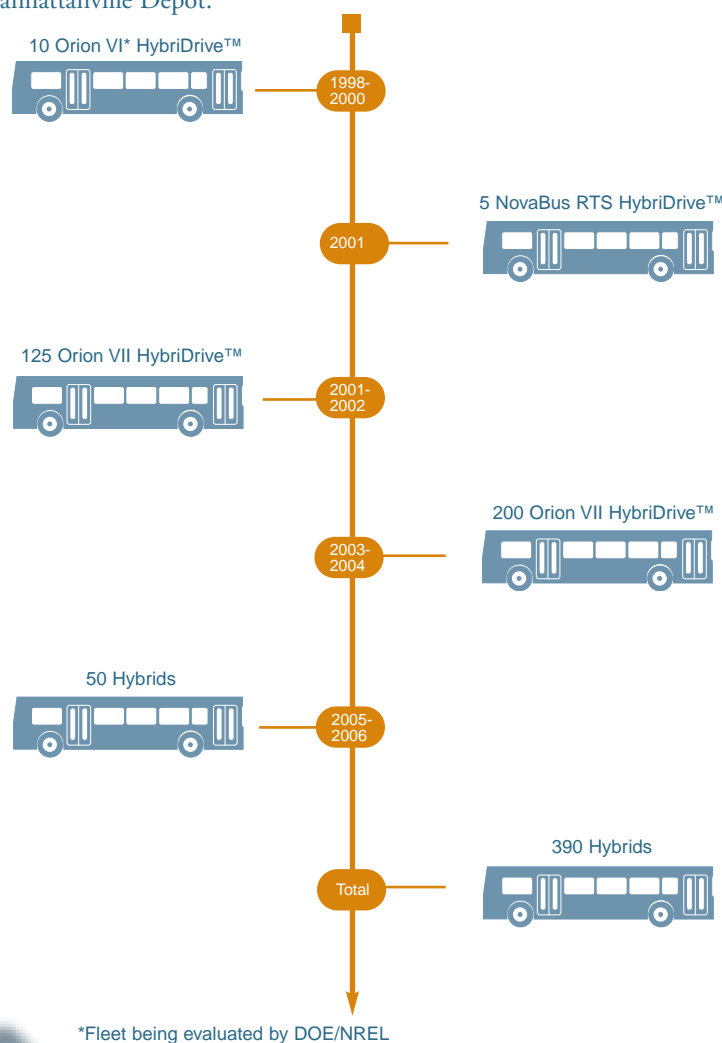 Depot.
10 Orion VI* HybriDrive™
1998-
2000
5 NovaBus RTS HybriDrive™
2001
125 Orion VII HybriDrive™
2001-
2002
200 Orion VII HybriDrive™
2003-
2004
50 Hybrids
2005-
2006
390 Hybrids
Total
*Fleet being evaluated by DOE/NREL